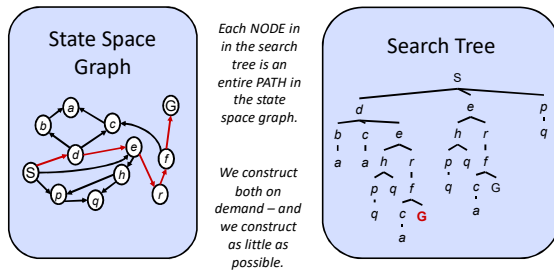 State Space
Graph
a
G
b
c
e
d
f
S
h
p
q
r
Each NODE in
in the search
tree is an
entire PATH in
the state
space graph.
We construct
both on
demand – and
we construct
as little as
possible.
Search Tree
S
d e p
b c e h r q
a a h r p q f
p q f q c G
q c G a
a